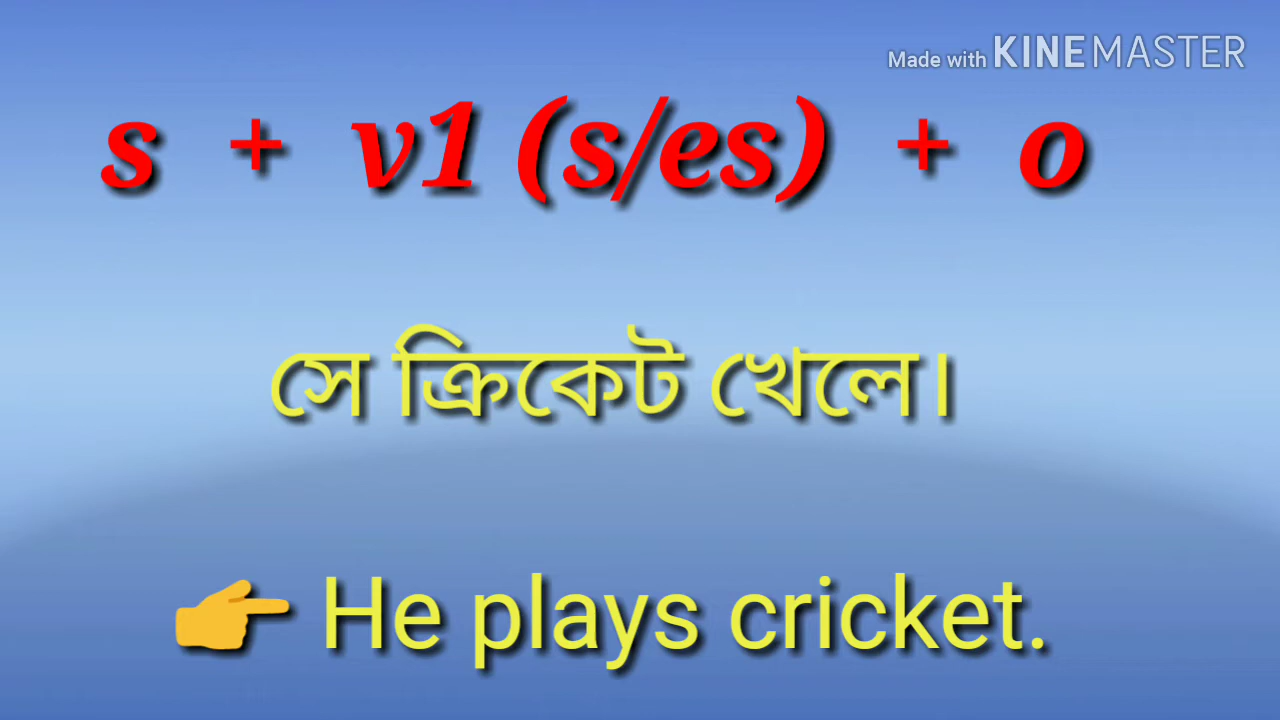 Made with KINEMASTER
s + v1 (s/es) + o
সে ক্রিকেট খেলে।
👉 He plays cricket.